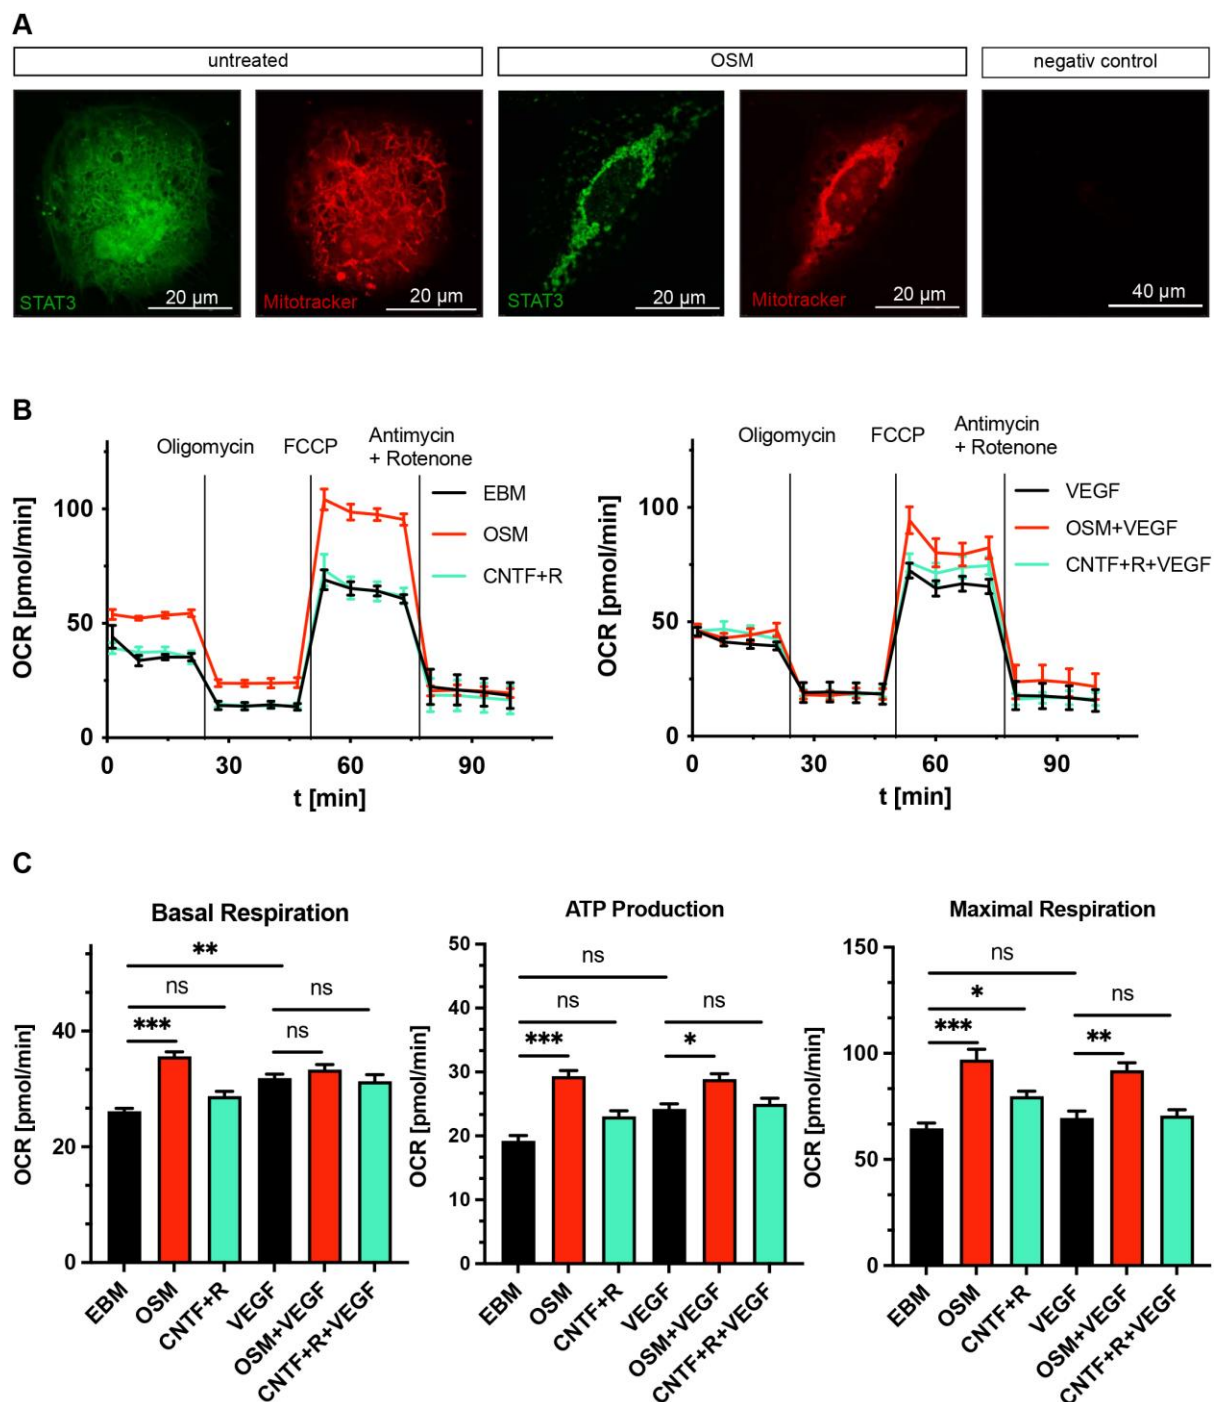 A
untreated
OSM
negativ control
STAT3
20 µm
Mitotracker
20 µm
STAT3
20 µm
Mitotracker
20 µm
40 µm
B
Oligomycin
FCCP
Antimycin
+ Rotenone
EBM
OSM
CNTF+R
OCR [pmol/min]
100
50
0
0
30
60
90
t [min]
Oligomycin
FCCP
Antimycin
+ Rotenone
VEGF
OSM+VEGF
CNTF+R+VEGF
OCR [pmol/min]
100
50
0
0
30
60
90
t [min]
C
Basal Respiration
**
ns
ns
***
ns
OCR [pmol/min]
40
20
0
EBM
OSM
CNTF+R
VEGF
OSM+VEGF
CNTF+R+VEGF
ATP Production
ns
ns
ns
***
*
OCR [pmol/min]
50
40
30
20
10
0
EBM
OSM
CNTF+R
VEGF
OSM+VEGF
CNTF+R+VEGF
Maximal Respiration
ns
*
ns
***
**
OCR [pmol/min]
150
100
50
0
EBM
OSM
CNTF+R
VEGF
OSM+VEGF
CNTF+R+VEGF